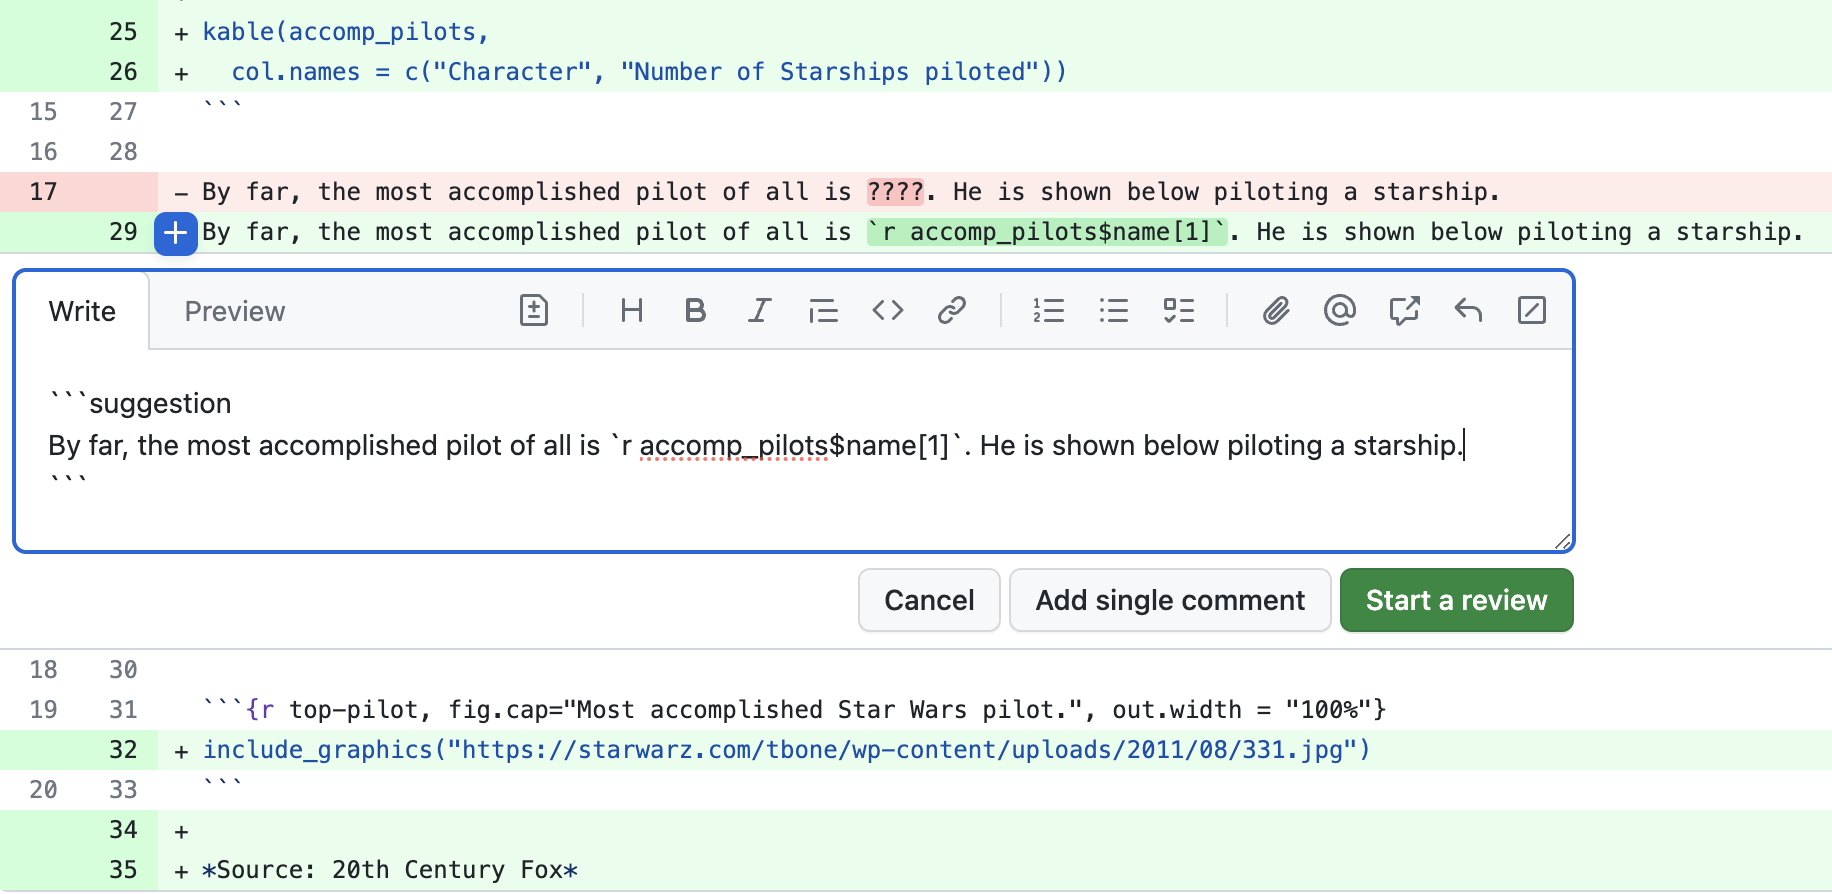 25 + kable(accomp_pilots,
26 + col.names = c("Character", "Number of Starships piloted"))
15 27 ```
16 28
17 - By far, the most accomplished pilot of all is ????. He is shown below piloting a starship.
29 + By far, the most accomplished pilot of all is `r accomp_pilots$name[1]`. He is shown below piloting a starship.
Write Preview
```suggestion
By far, the most accomplished pilot of all is `r accomp_pilots$name[1]`. He is shown below piloting a starship.
```
Cancel Add single comment Start a review
18 30
19 31 ```{r top-pilot, fig.cap="Most accomplished Star Wars pilot.", out.width = "100%"}
32 + include_graphics("https://starwarz.com/tbone/wp-content/uploads/2011/08/331.jpg")
20 33 ```
34 +
35 + *Source: 20th Century Fox*